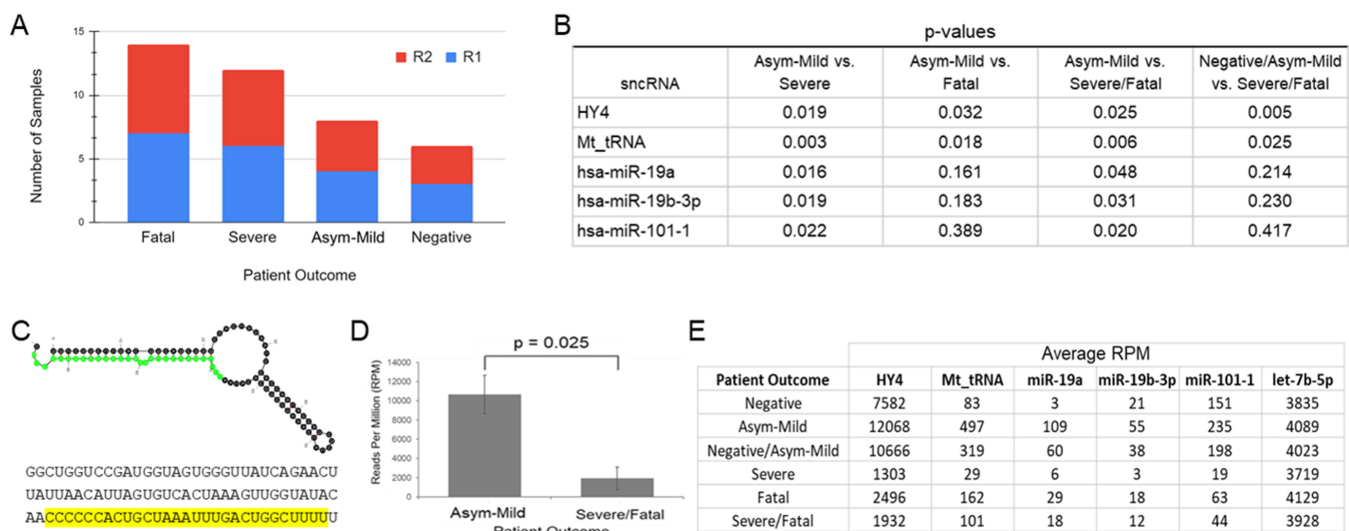 A
15
10
5
0
Number of Samples
R2 R1
Fatal Severe Asym-Mild Negative
Patient Outcome
B
p-values
sncRNA Asym-Mild vs. Severe Asym-Mild vs. Fatal Asym-Mild vs. Severe/Fatal Negative/Asym-Mild vs. Severe/Fatal
HY4 0.019 0.032 0.025 0.005
Mt_tRNA 0.003 0.018 0.006 0.025
hsa-miR-19a 0.016 0.161 0.048 0.214
hsa-miR-19b-3p 0.019 0.183 0.031 0.230
hsa-miR-101-1 0.022 0.389 0.020 0.417
C
GGCUGGUCCGAUGGUAGUGGGUUAUCAGAACU
UAUUAACAUUAGUGUCACUAAAGUUGGUAUAC
AACCCCCCACUGCUAAAUUUGACUGGCUUUUU
D
p = 0.025
14000
12000
10000
8000
6000
4000
2000
0
Reads Per Million (RPM)
Asym-Mild Severe/Fatal
Patient Outcome
E
Average RPM
Patient Outcome HY4 Mt_tRNA miR-19a miR-19b-3p miR-101-1 let-7b-5p
Negative 7582 83 3 21 151 3835
Asym-Mild 12068 497 109 55 235 4089
Negative/Asym-Mild 10666 319 60 38 198 4023
Severe 1303 29 6 3 19 3719
Fatal 2496 162 29 18 63 4129
Severe/Fatal 1932 101 18 12 44 3928